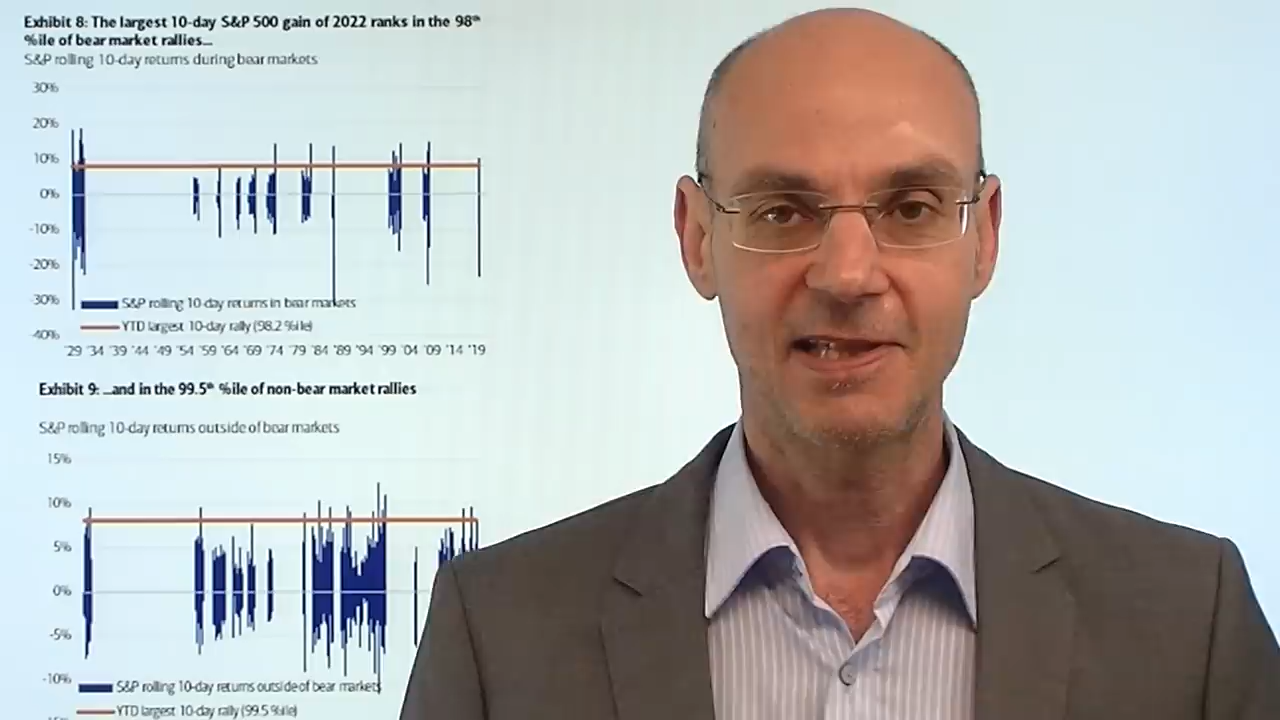 Exhibit 8: The largest 10-day S&P 500 gain of 2022 ranks in the 98th
%ile of bear market rallies...
S&P rolling 10-day returns during bear markets
30%
20%
10%
0%
-10%
-20%
-30%
-40%
S&P rolling 10-day returns in bear markets
YTD largest 10-day rally (98.2 %ile)
'29 '34 '39 '44 '49 '54 '59 '64 '69 '74 '79 '84 '89 '94 '99 '04 '09 '14 '19
Exhibit 9: ...and in the 99.5th %ile of non-bear market rallies
S&P rolling 10-day returns outside of bear markets
15%
10%
5%
0%
-5%
-10%
S&P rolling 10-day returns outside of bear markets
YTD largest 10-day rally (99.5 %ile)